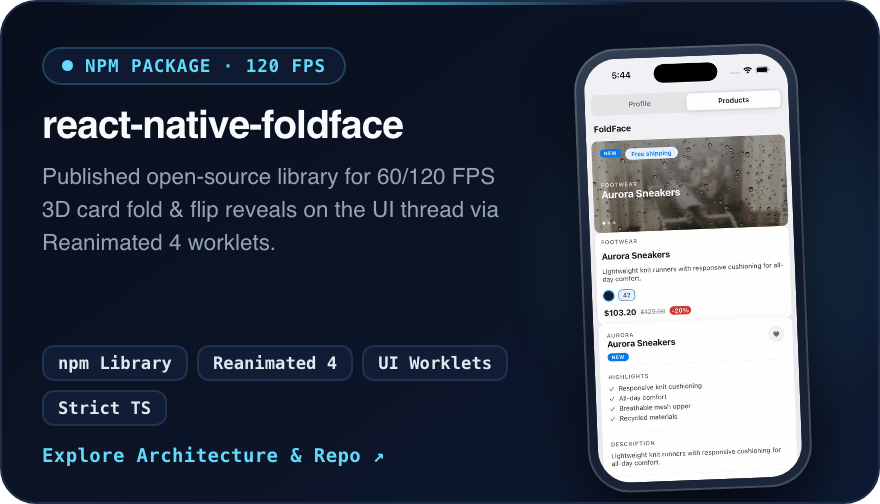 NPM PACKAGE · 120 FPS
react-native-foldface
Published open-source library for 60/120 FPS
3D card fold & flip reveals on the UI thread via
Reanimated 4 worklets.
npm Library
Reanimated 4
UI Worklets
Strict TS
Explore Architecture & Repo ↗
5:44
Profile
Products
FoldFace
NEW
Free shipping
FOOTWEAR
Aurora Sneakers
FOOTWEAR
Aurora Sneakers
Lightweight knit runners with responsive cushioning for all-
day comfort.
42
$103.20 $129.00 -20%
AURORA
Aurora Sneakers
NEW
HIGHLIGHTS
✓ Responsive knit cushioning
✓ All-day comfort
✓ Breathable mesh upper
✓ Recycled materials
DESCRIPTION
Lightweight knit runners with responsive cushioning for
all-day comfort.